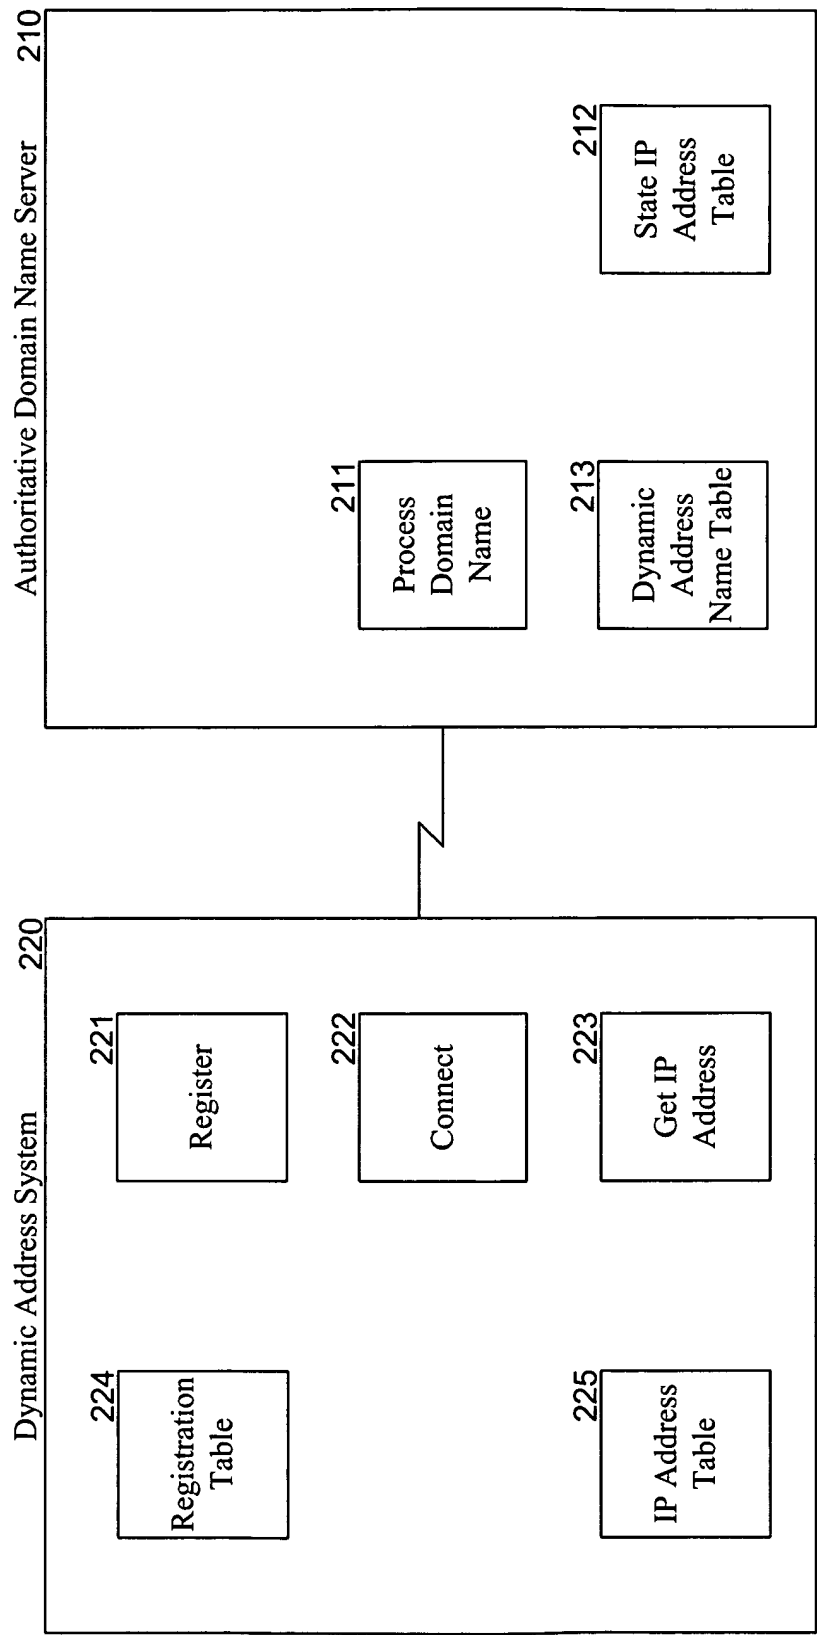 Dynamic Address System
220
224
Registration
Table
221
Register
222
Connect
225
IP Address
Table
223
Get IP
Address
Authoritative Domain Name Server
210
211
Process
Domain
Name
213
Dynamic
Address
Name Table
212
State IP
Address
Table